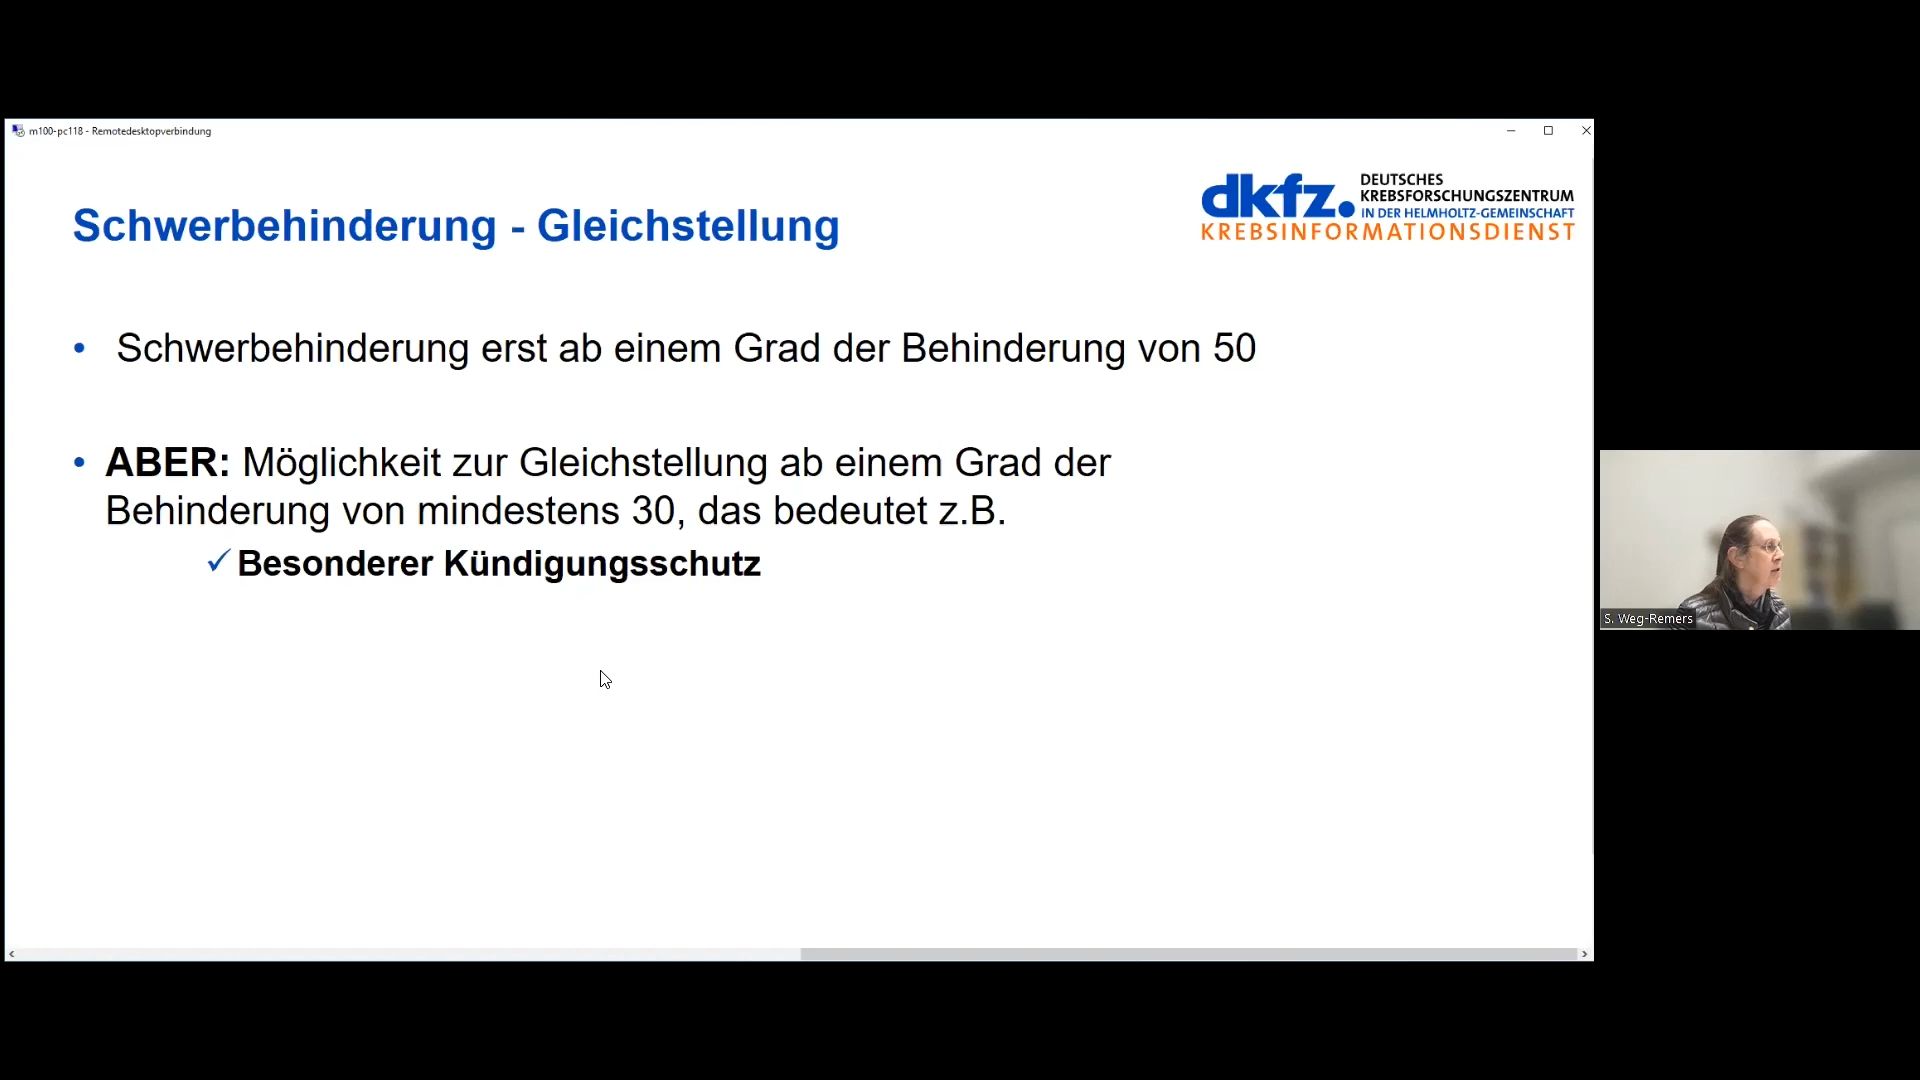 m100-pc118 - Remotedesktopverbindung
Schwerbehinderung - Gleichstellung
dkfz.
DEUTSCHES
KREBSFORSCHUNGSZENTRUM
IN DER HELMHOLTZ-GEMEINSCHAFT
KREBSINFORMATIONSDIENST
• Schwerbehinderung erst ab einem Grad der Behinderung von 50
• ABER: Möglichkeit zur Gleichstellung ab einem Grad der
Behinderung von mindestens 30, das bedeutet z.B.
✓ Besonderer Kündigungsschutz
S. Weg-Remers